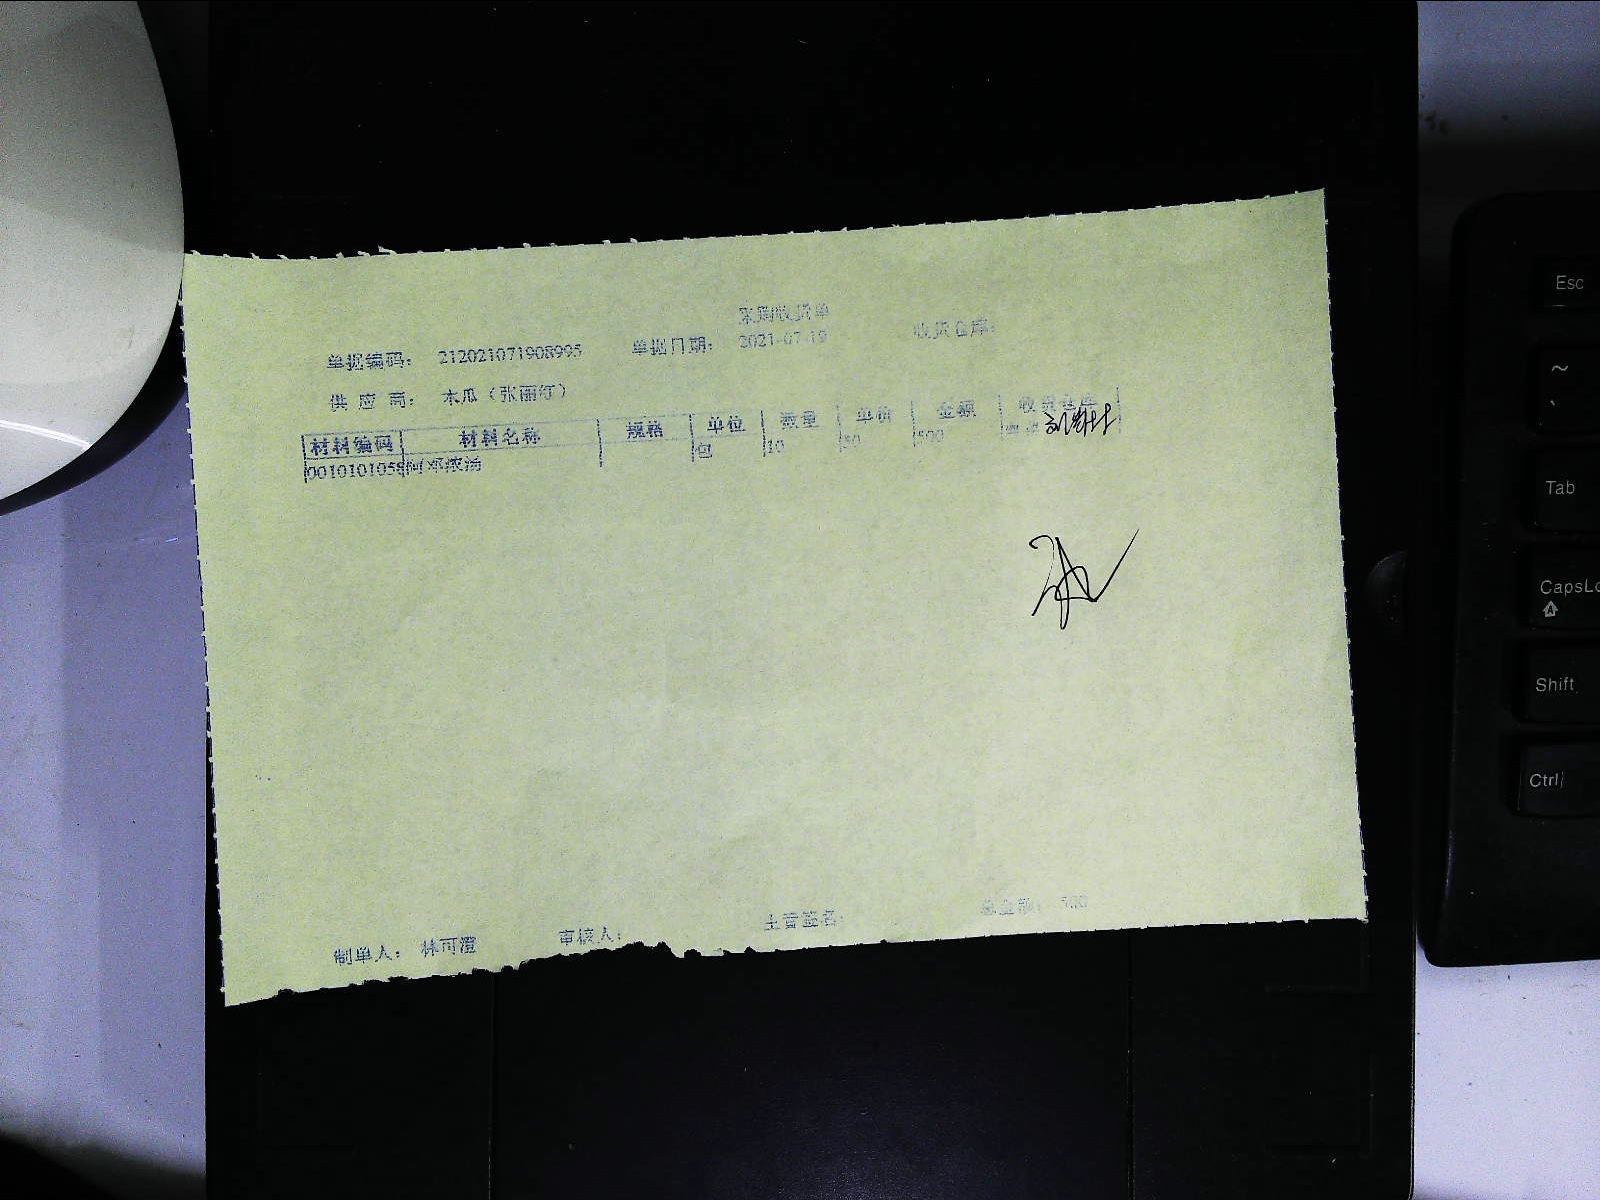 采购收货单
单据编码： 212021071908995 单据日期： 2021-07-19 收货仓库：
供 应 商： 木瓜（张丽红）
材料编码 材料名称 规格 单位 数量 单价 金额 收货仓库
0010101058 阿邓浓汤 包 10 50 500
制单人： 林可澄 审核人： 主管签名： 总金额： 500
Esc
~
Tab
CapsLo
Shift
Ctrl